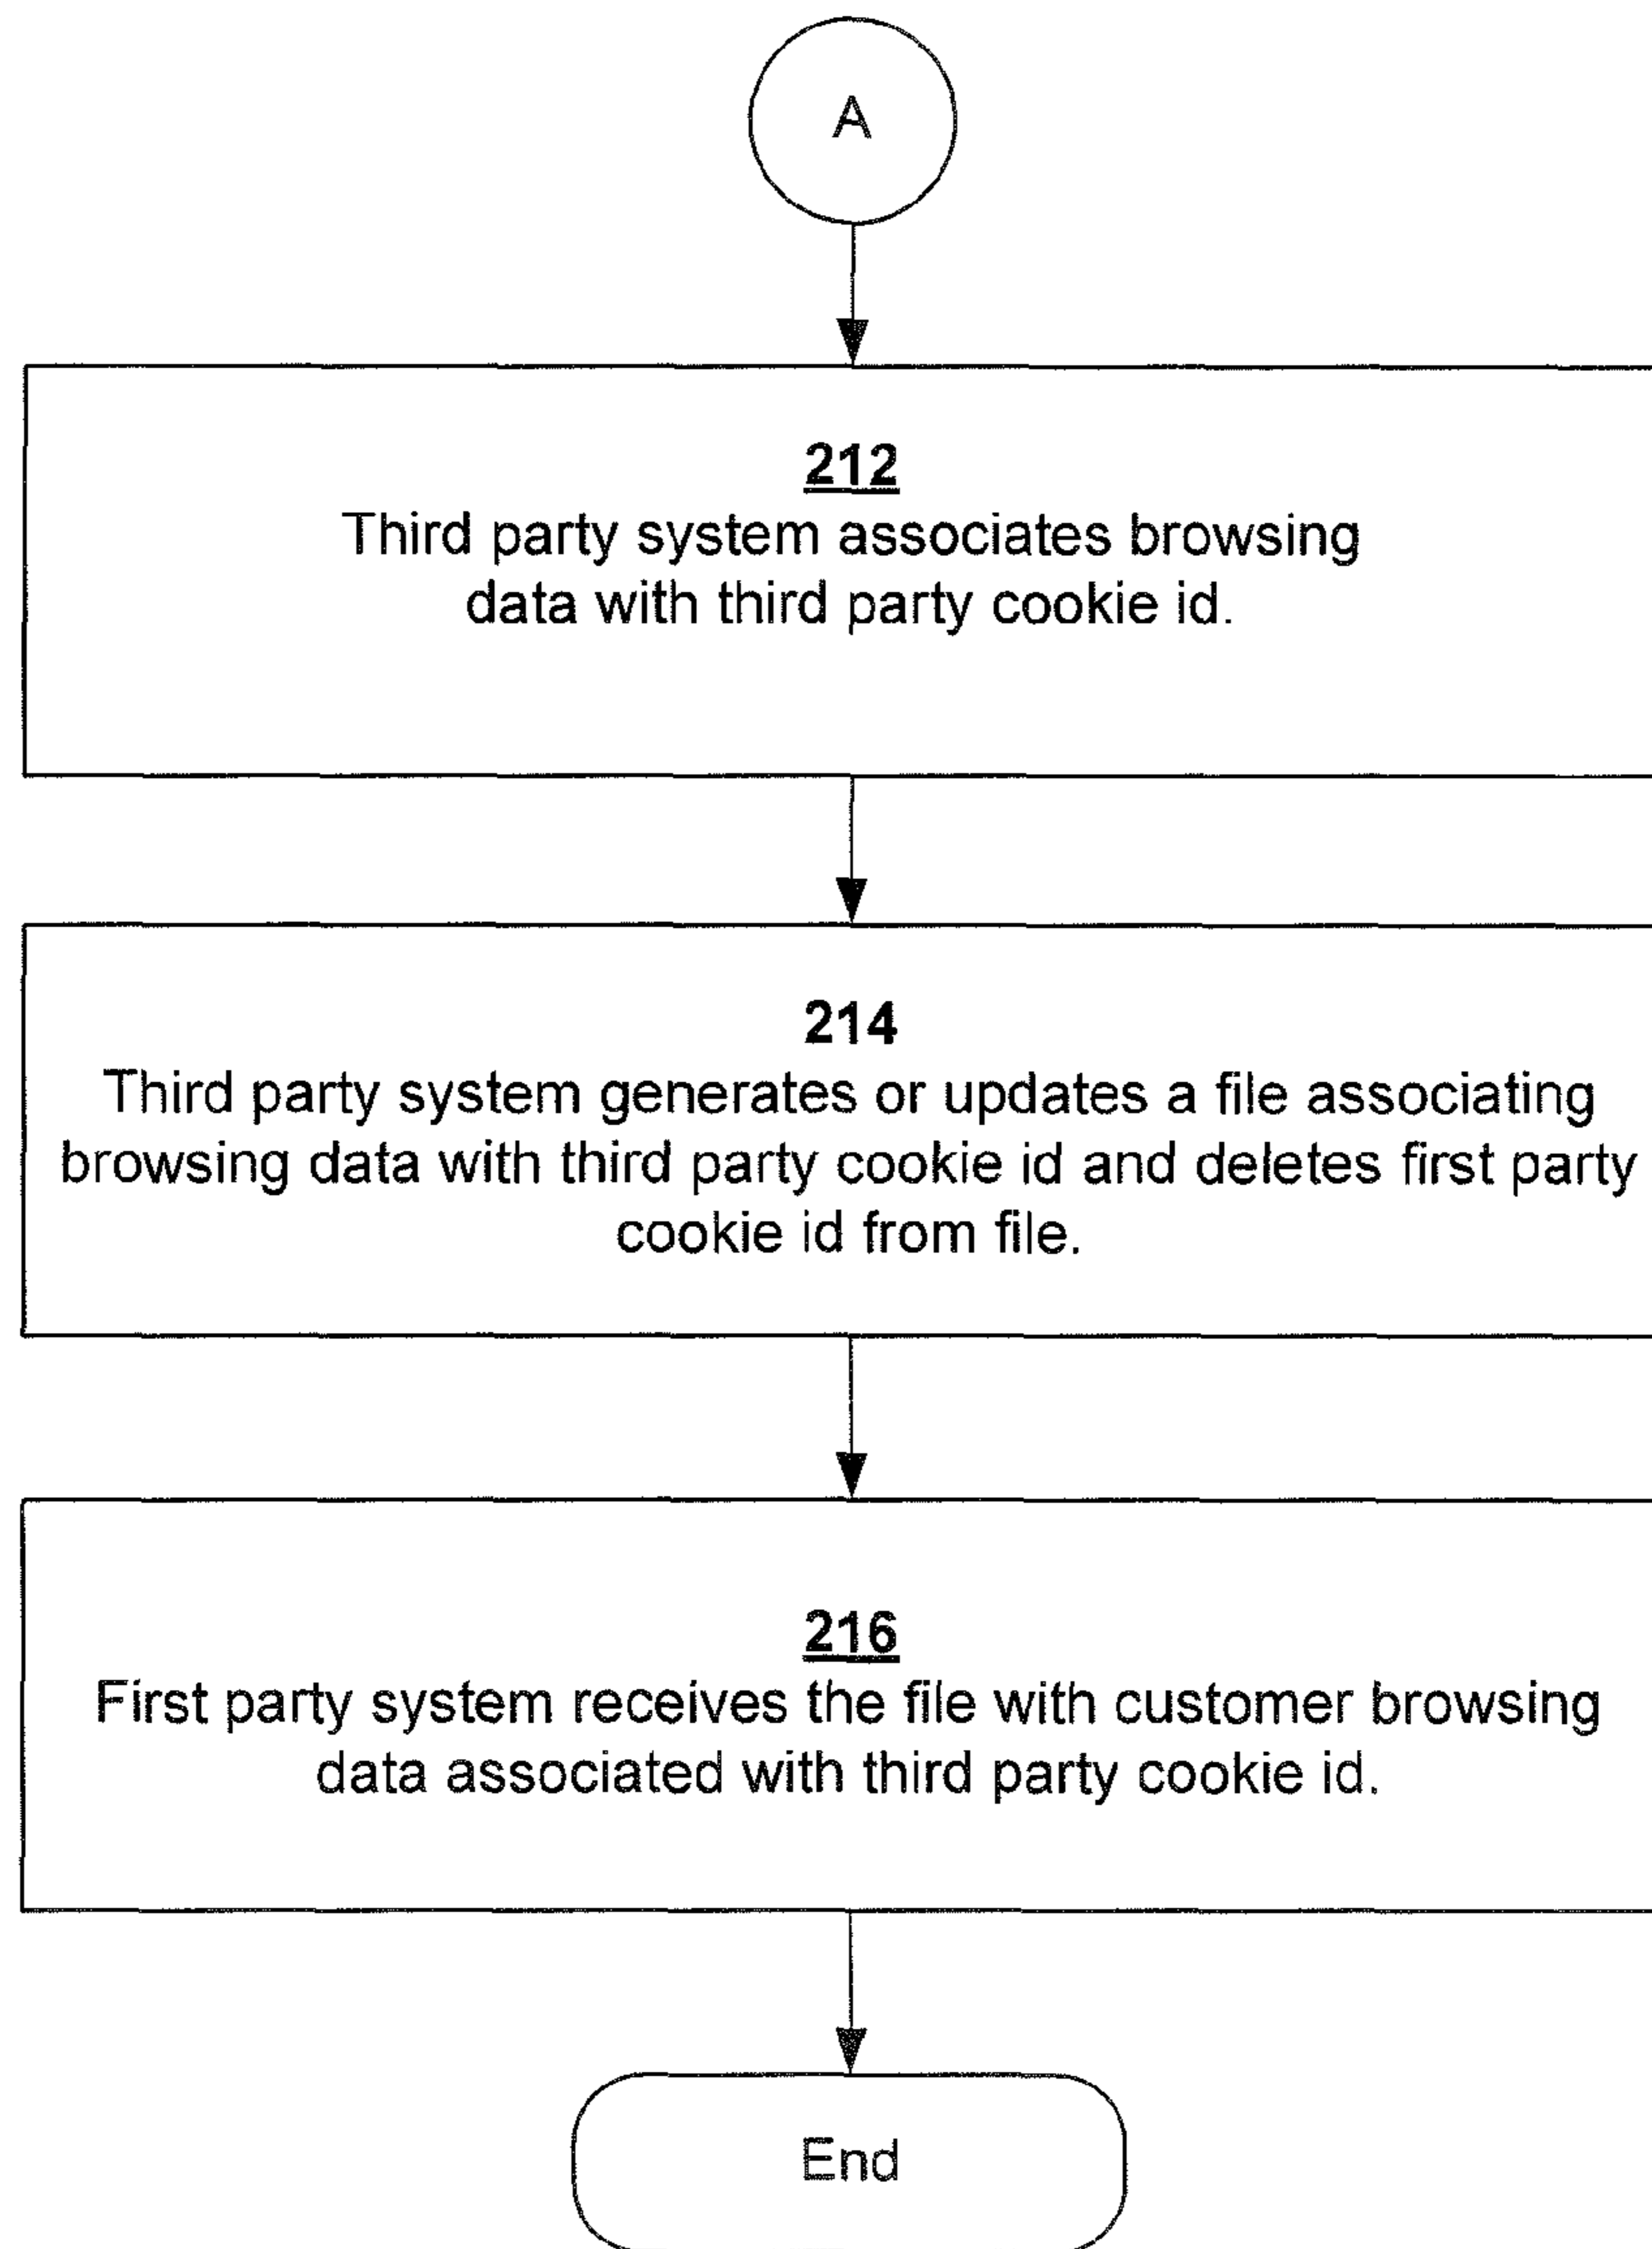 A
212
Third party system associates browsing
data with third party cookie id.
214
Third party system generates or updates a file associating
browsing data with third party cookie id and deletes first party
cookie id from file.
216
First party system receives the file with customer browsing
data associated with third party cookie id.
End